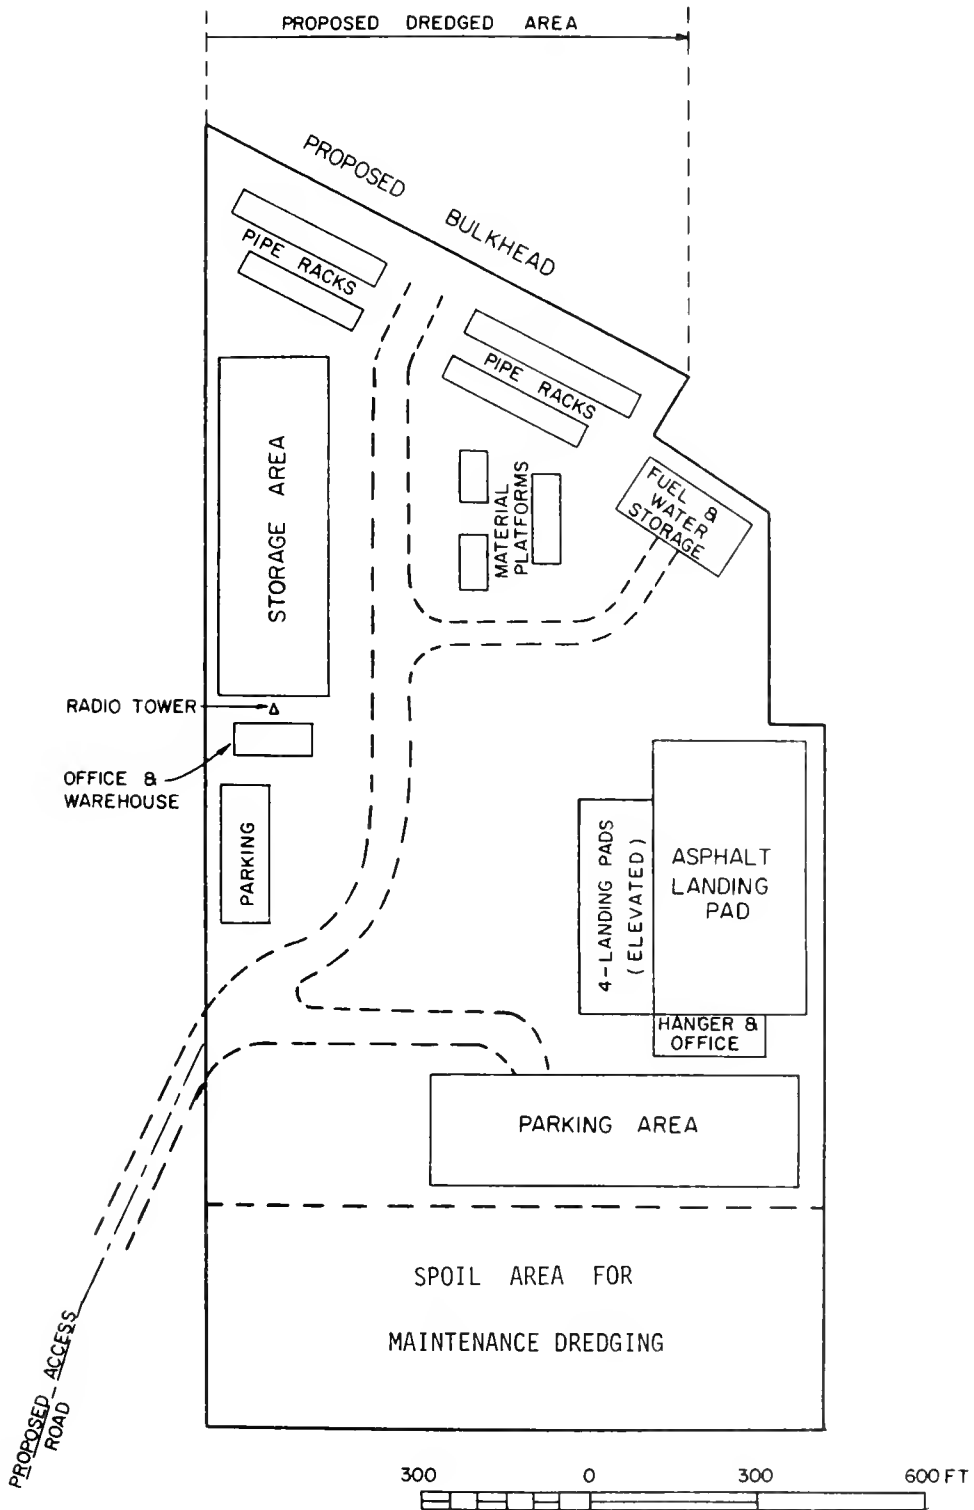 PROPOSED DREDGED AREA
PROPOSED BULKHEAD
PIPE RACKS
PIPE RACKS
STORAGE AREA
MATERIAL
PLATFORMS
FUEL &
WATER
STORAGE
RADIO TOWER
OFFICE &
WAREHOUSE
PARKING
4-LANDING PADS
(ELEVATED)
ASPHALT
LANDING
PAD
HANGER &
OFFICE
PARKING AREA
SPOIL AREA FOR
MAINTENANCE DREDGING
PROPOSED ACCESS
ROAD
300 0 300 600 FT